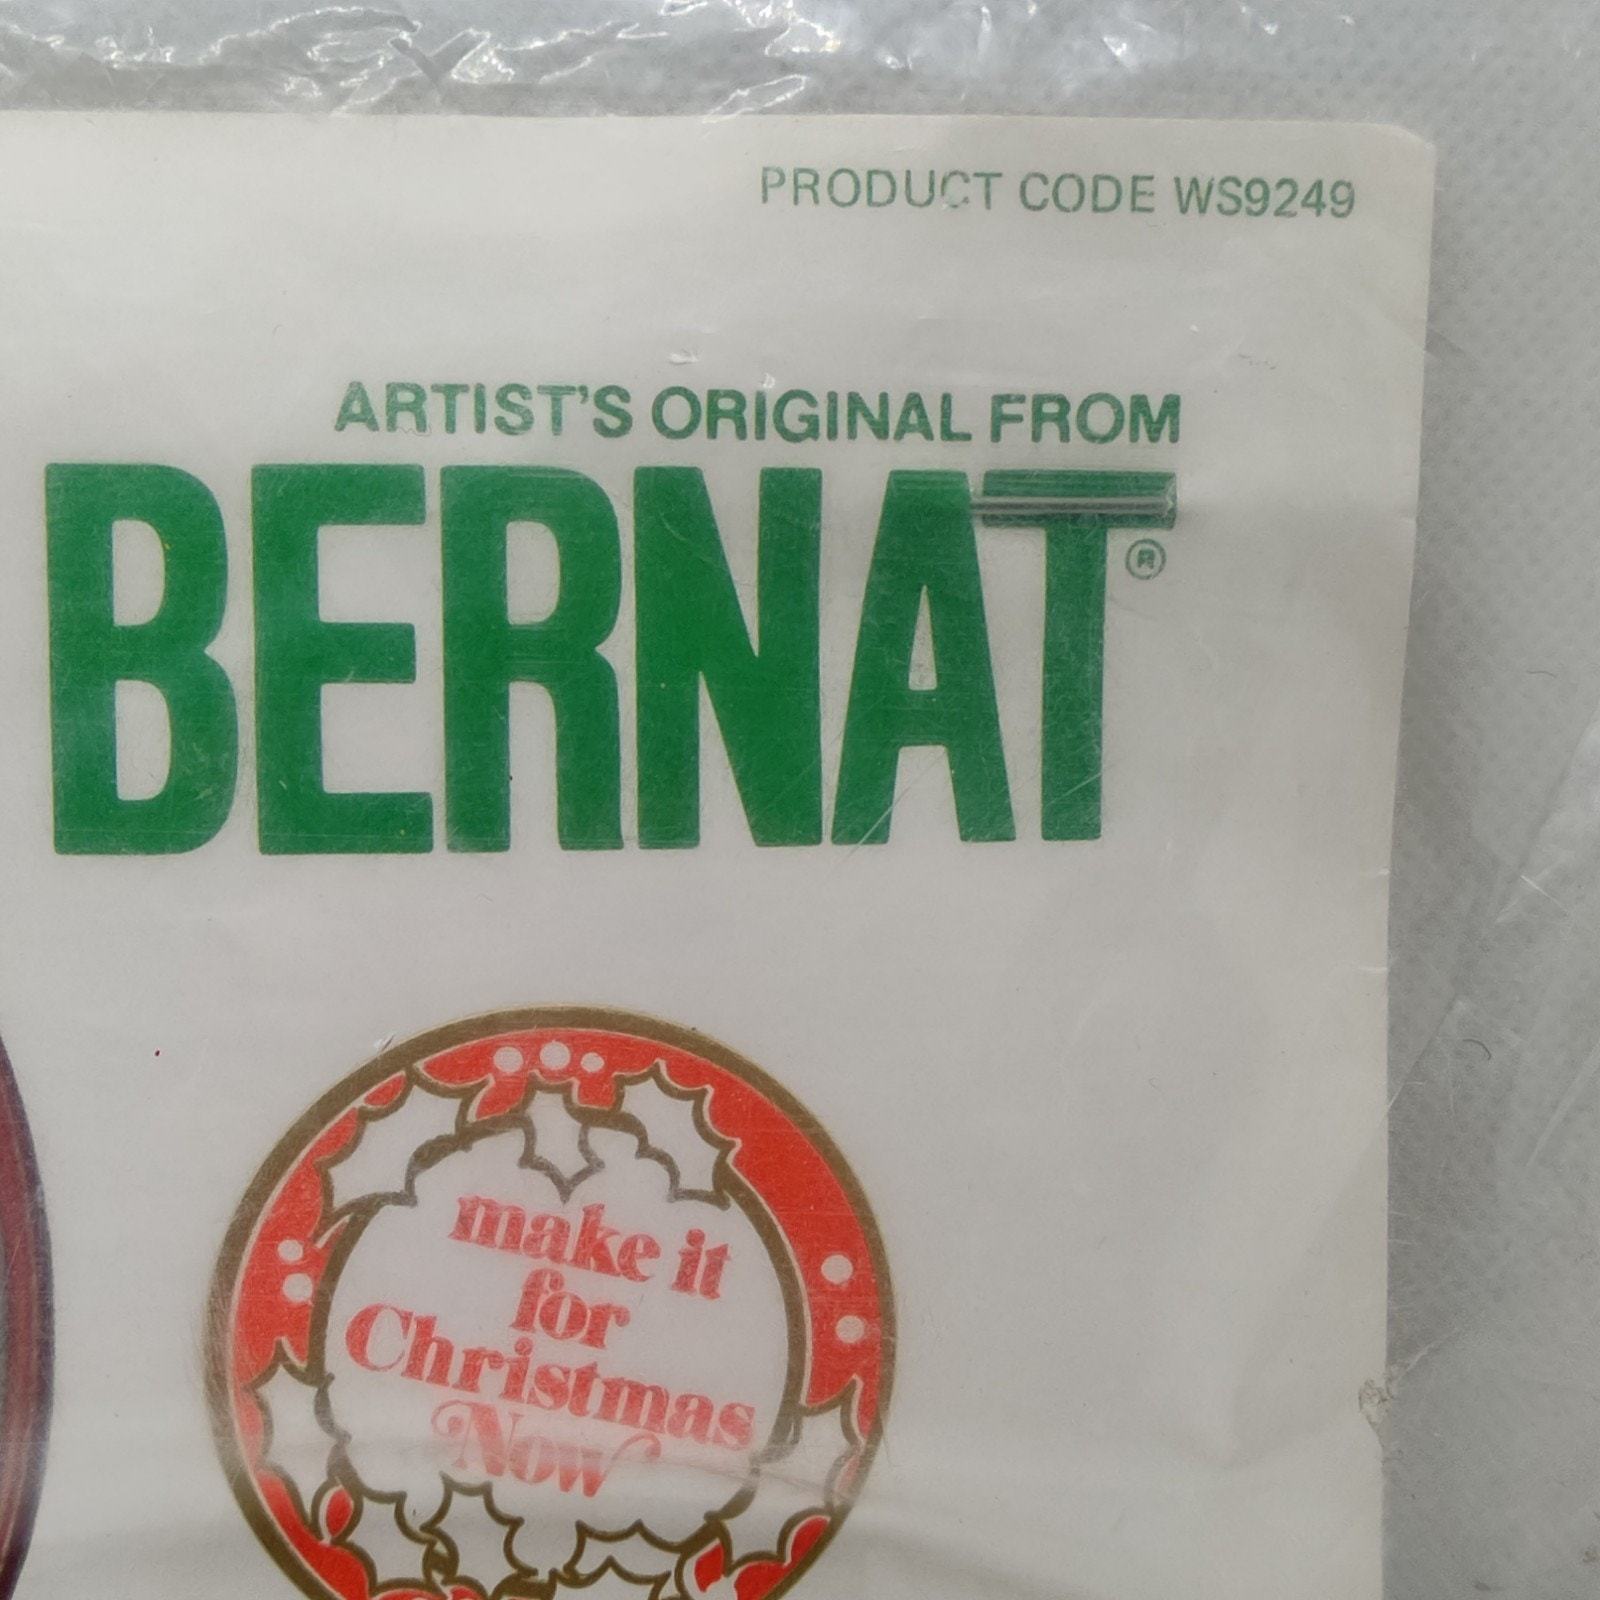 PRODUCT CODE WS9249
ARTIST'S ORIGINAL FROM
BERNAT®
make it
for
Christmas
Now